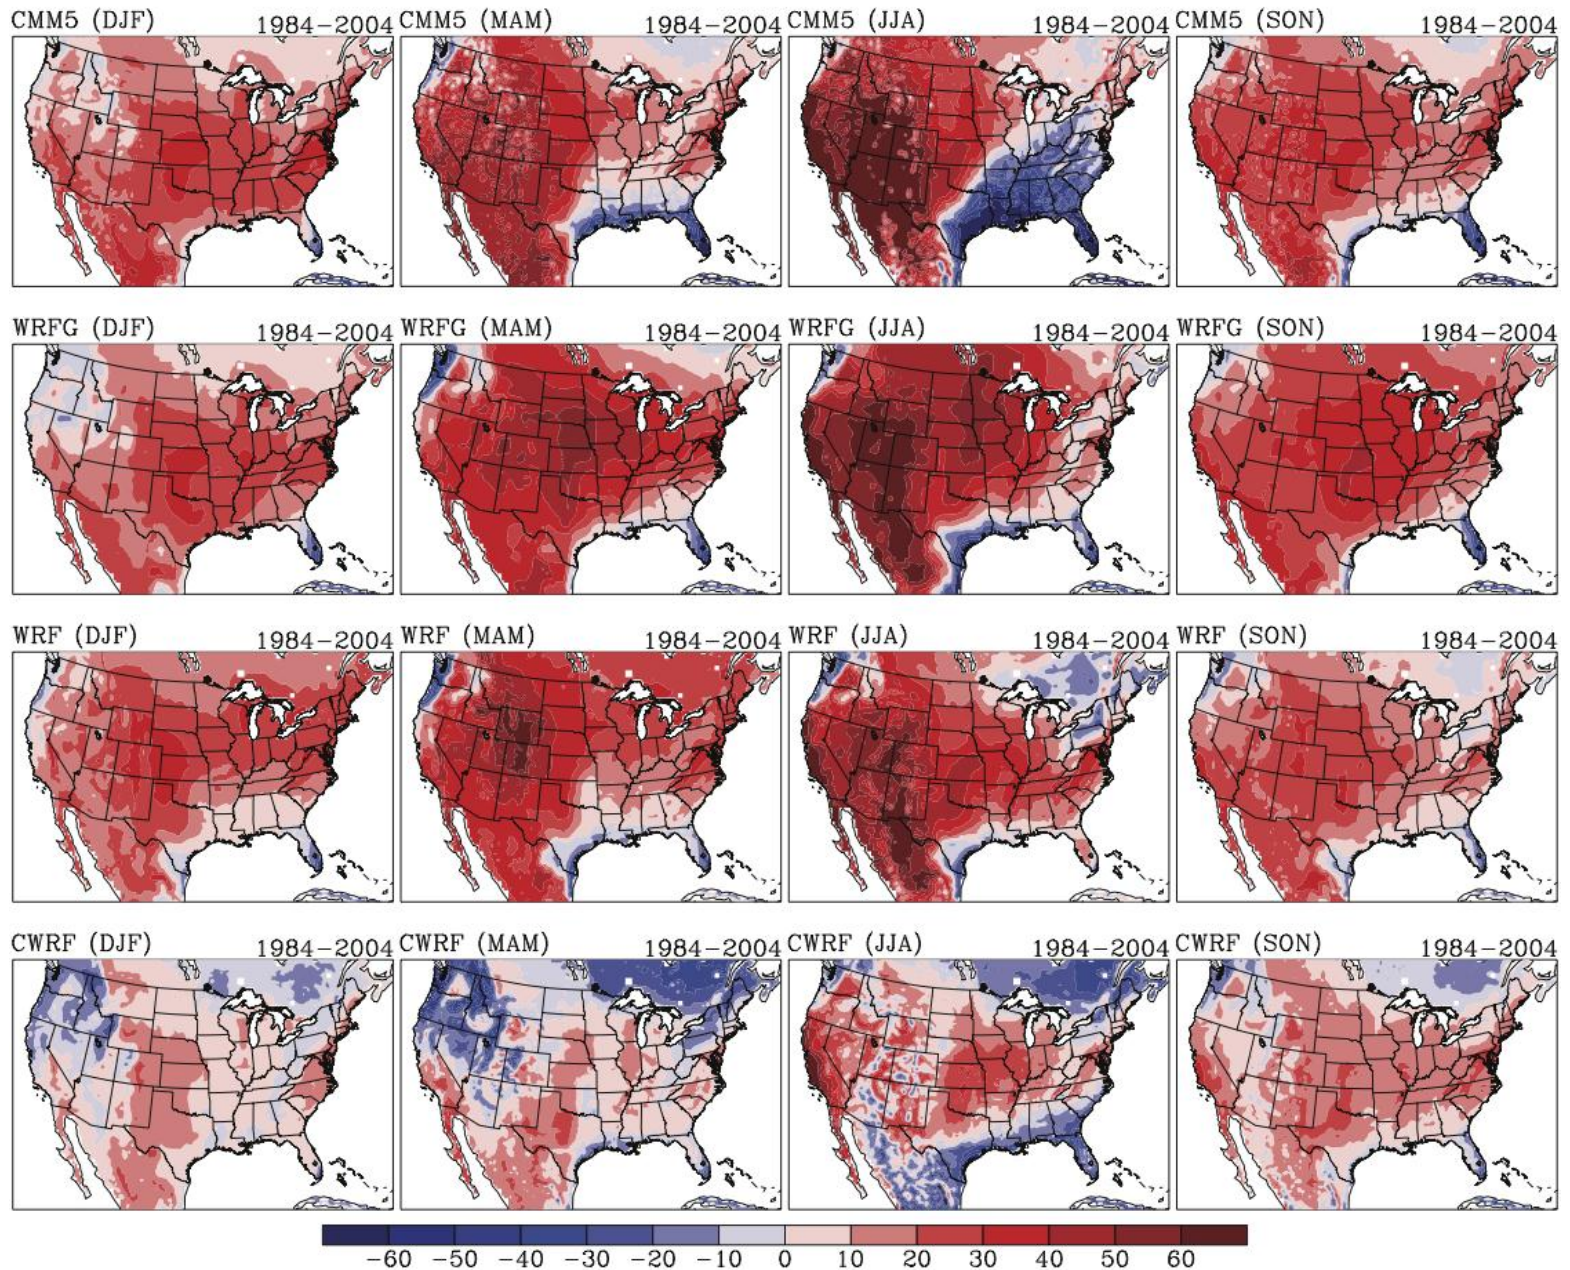 CMM5 (DJF) 1984-2004 CMM5 (MAM) 1984-2004 CMM5 (JJA) 1984-2004 CMM5 (SON) 1984-2004
WRFG (DJF) 1984-2004 WRFG (MAM) 1984-2004 WRFG (JJA) 1984-2004 WRFG (SON) 1984-2004
WRF (DJF) 1984-2004 WRF (MAM) 1984-2004 WRF (JJA) 1984-2004 WRF (SON) 1984-2004
CWRF (DJF) 1984-2004 CWRF (MAM) 1984-2004 CWRF (JJA) 1984-2004 CWRF (SON) 1984-2004
-60 -50 -40 -30 -20 -10 0 10 20 30 40 50 60